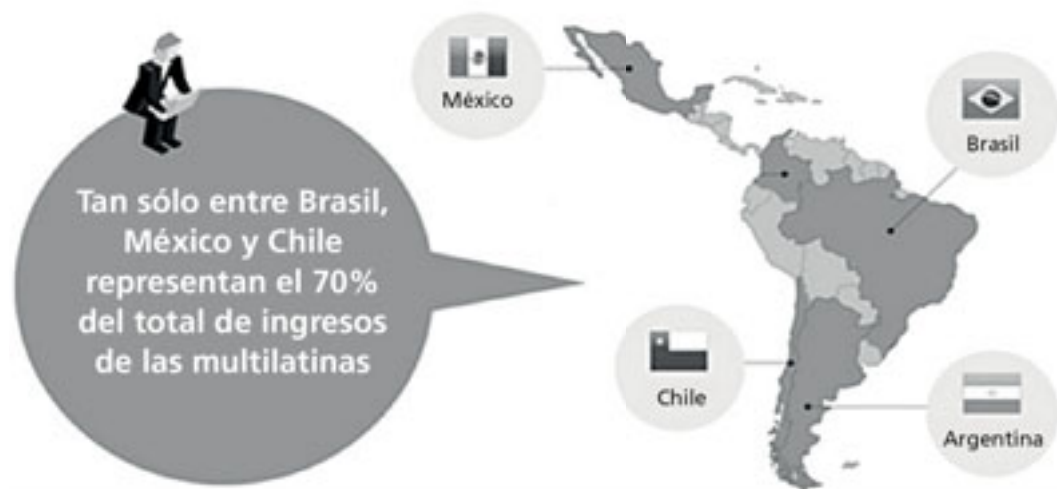 Tan sólo entre Brasil,
México y Chile
representan el 70%
del total de ingresos
de las multilatinas
México
Brasil
Chile
Argentina